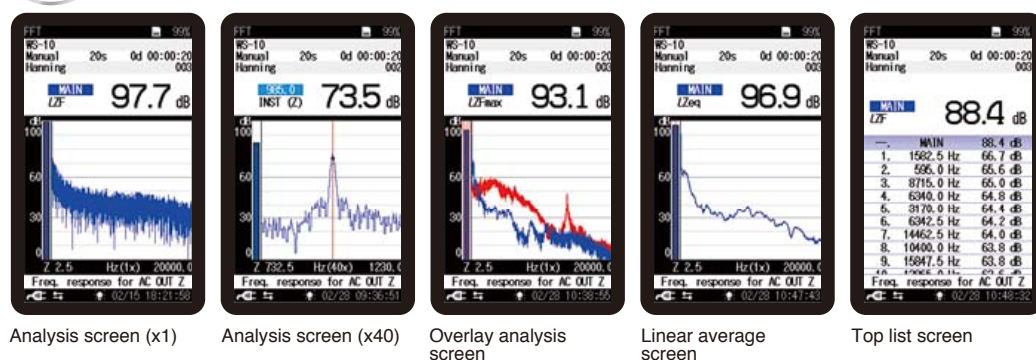 FFT 99%
WS-10
Manual 20s 0d 00:00:20
Hanning 003
MAIN
LZF 97.7 dB
dB
100
60
30
0
Z 2.5 Hz(1x) 20000.0
Freq. response for AC OUT Z
02/15 18:21:58
Analysis screen (x1)
FFT 99%
WS-10
Manual 20s 0d 00:00:20
Hanning 002
985.0
INST (Z) 73.5 dB
dB
100
60
30
0
Z 732.5 Hz(40x) 1230.0
Freq. response for AC OUT Z
02/28 09:36:51
Analysis screen (x40)
FFT 99%
WS-10
Manual 20s 0d 00:00:20
Hanning 003
MAIN
LZFmax 93.1 dB
dB
100
60
30
0
Z 2.5 Hz(1x) 20000.0
Freq. response for AC OUT Z
02/28 10:38:55
Overlay analysis
screen
FFT 99%
WS-10
Manual 20s 0d 00:00:20
Hanning 003
MAIN
LZeq 96.9 dB
dB
100
60
30
0
Z 2.5 Hz(1x) 20000.0
Freq. response for AC OUT Z
02/28 10:47:43
Linear average
screen
FFT 99%
WS-10
Manual 20s 0d 00:00:20
Hanning 003
MAIN
LZF 88.4 dB
--. MAIN 88.4 dB
1. 1582.5 Hz 66.7 dB
2. 595.0 Hz 65.6 dB
3. 8715.0 Hz 65.0 dB
4. 6340.0 Hz 64.8 dB
5. 3170.0 Hz 64.4 dB
6. 6342.5 Hz 64.2 dB
7. 14462.5 Hz 64.0 dB
8. 10400.0 Hz 63.8 dB
9. 15847.5 Hz 63.8 dB
Freq. response for AC OUT Z
02/28 10:48:32
Top list screen